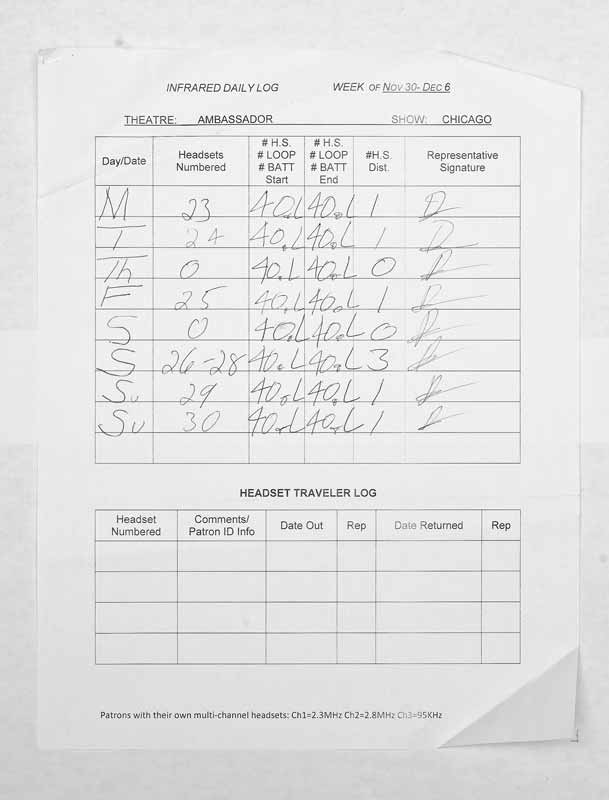 INFRARED DAILY LOG WEEK OF NOV 30- DEC 6
THEATRE: AMBASSADOR SHOW: CHICAGO
Day/Date Headsets Numbered # H.S. # LOOP # BATT Start # H.S. # LOOP # BATT End #H.S. Dist. Representative Signature
M 23 40.L 40.L 1
T 24 40.L 40.L 1
Th 0 40.L 40.L 0
F 25 40.L 40.L 1
S 0 40.L 40.L 0
S 26-28 40.L 40.L 3
Su 29 40.L 40.L 1
Su 30 40.L 40.L 1
HEADSET TRAVELER LOG
Headset Numbered Comments/ Patron ID Info Date Out Rep Date Returned Rep
Patrons with their own multi-channel headsets: Ch1=2.3MHz Ch2=2.8MHz Ch3=95KHz